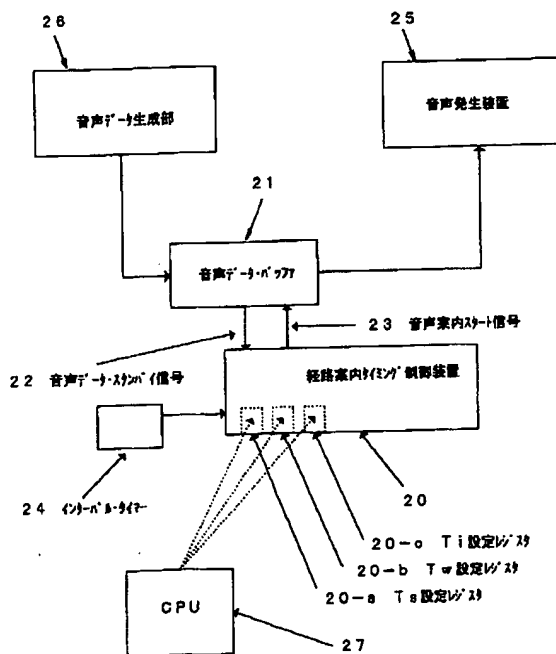 26
25
音声データ生成部
音声発生装置
21
音声データ・バッファ
23 音声案内スタート信号
22 音声データ・スタンバイ信号
経路案内タイミング制御装置
24 インターバル・タイマー
20
20-c Ti設定レジスタ
20-b Tw設定レジスタ
20-a Ts設定レジスタ
CPU
27